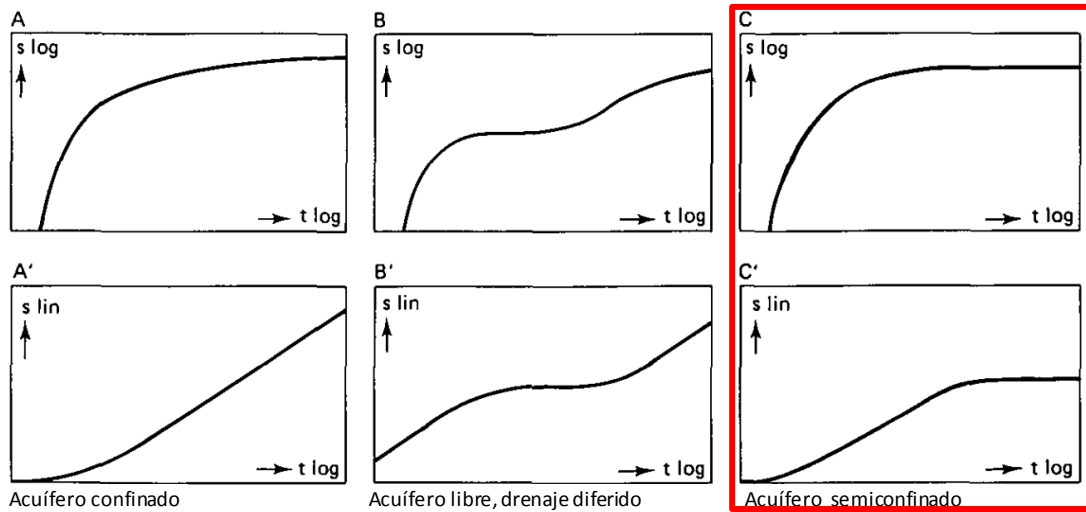 A
s log
t log
B
s log
t log
C
s log
t log
A'
s lin
t log
B'
s lin
t log
C'
s lin
t log
Acuífero confinado
Acuífero libre, drenaje diferido
Acuífero semiconfinado